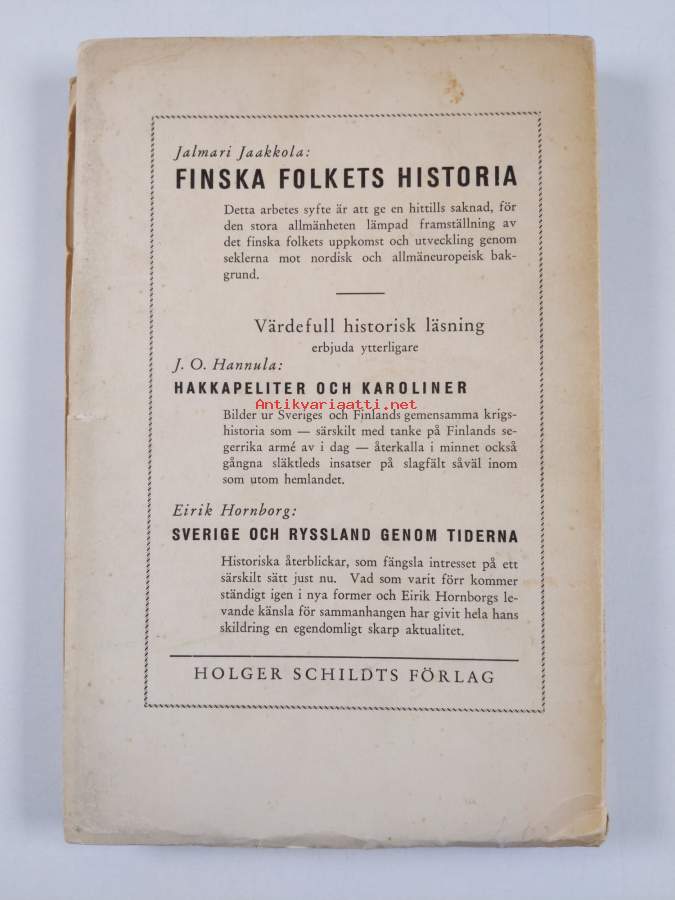 Jalmari Jaakkola:
FINSKA FOLKETS HISTORIA
Detta arbetes syfte är att ge en hittills saknad, för
den stora allmänheten lämpad framställning av
det finska folkets uppkomst och utveckling genom
seklerna mot nordisk och allmäneuropeisk bak-
grund.
Värdefull historisk läsning
erbjuda ytterligare
J. O. Hannula:
HAKKAPELITER OCH KAROLINER
Antikvariaatti.net
Bilder ur Sveriges och Finlands gemensamma krigs-
historia som — särskilt med tanke på Finlands se-
gerrika armé av i dag — återkalla i minnet också
gångna släktleds insatser på slagfält såväl inom
som utom hemlandet.
Eirik Hornborg:
SVERIGE OCH RYSSLAND GENOM TIDERNA
Historiska återblickar, som fängsla intresset på ett
särskilt sätt just nu. Vad som varit förr kommer
ständigt igen i nya former och Eirik Hornborgs le-
vande känsla för sammanhangen har givit hela hans
skildring en egendomligt skarp aktualitet.
HOLGER SCHILDTS FÖRLAG